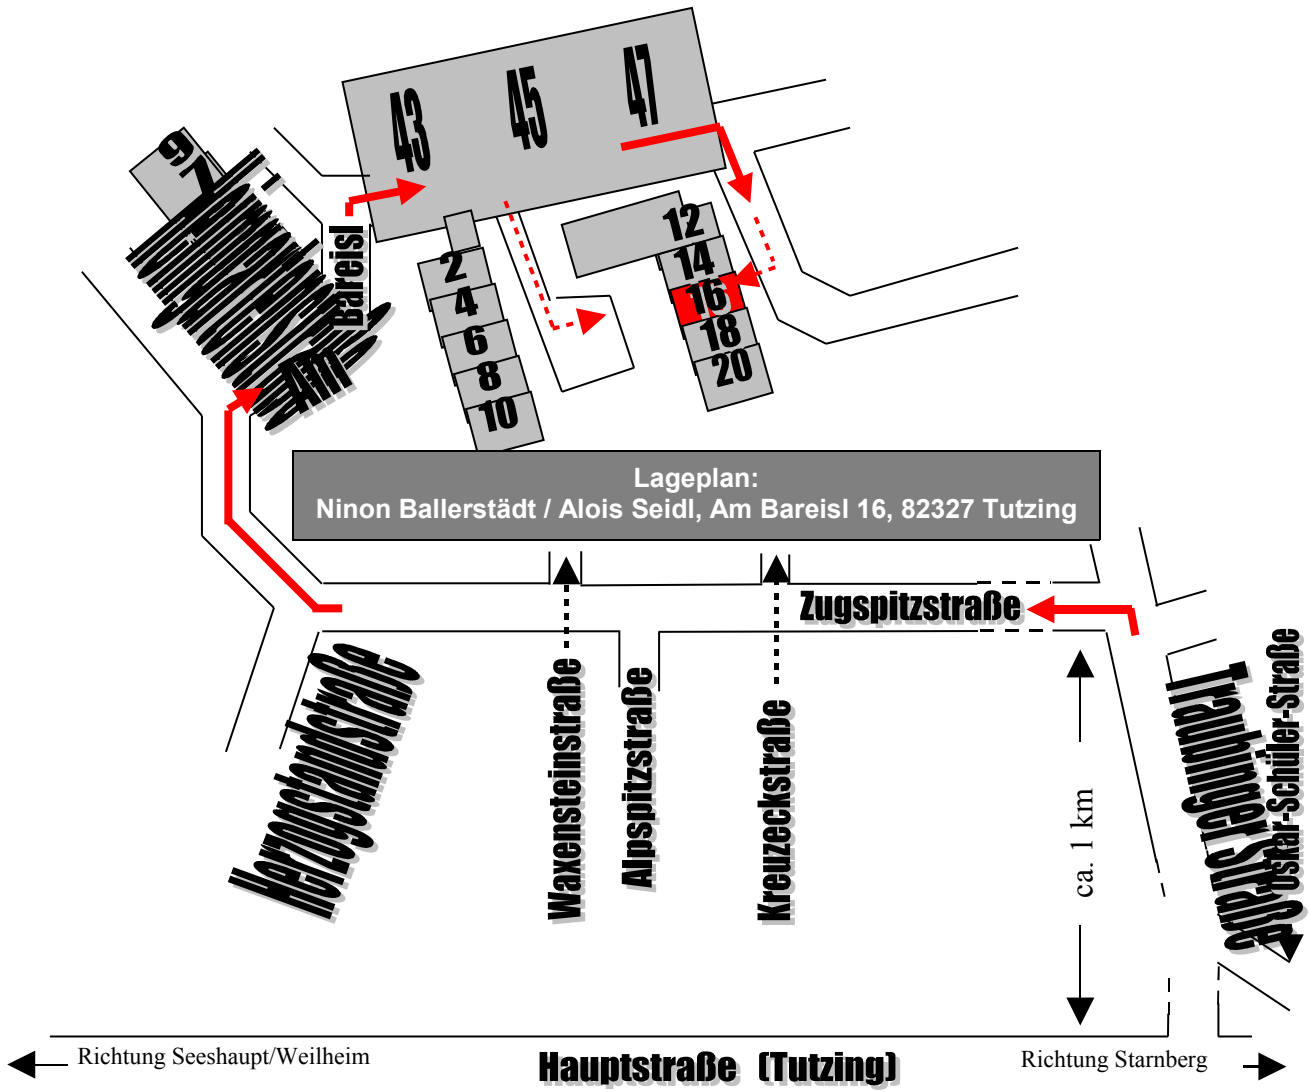 43
45
47
97
Bareisl
Am
2
4
6
8
10
12
14
16
18
20
Lageplan:
Ninon Ballerstädt / Alois Seidl, Am Bareisl 16, 82327 Tutzing
Zugspitzstraße
Herzogstandstraße
Waxensteinstraße
Alpspitzstraße
Kreuzeckstraße
ca. 1 km
Traubinger Straße
Oskar-Schüler-Straße
Richtung Seeshaupt/Weilheim
Hauptstraße (Tutzing)
Richtung Starnberg